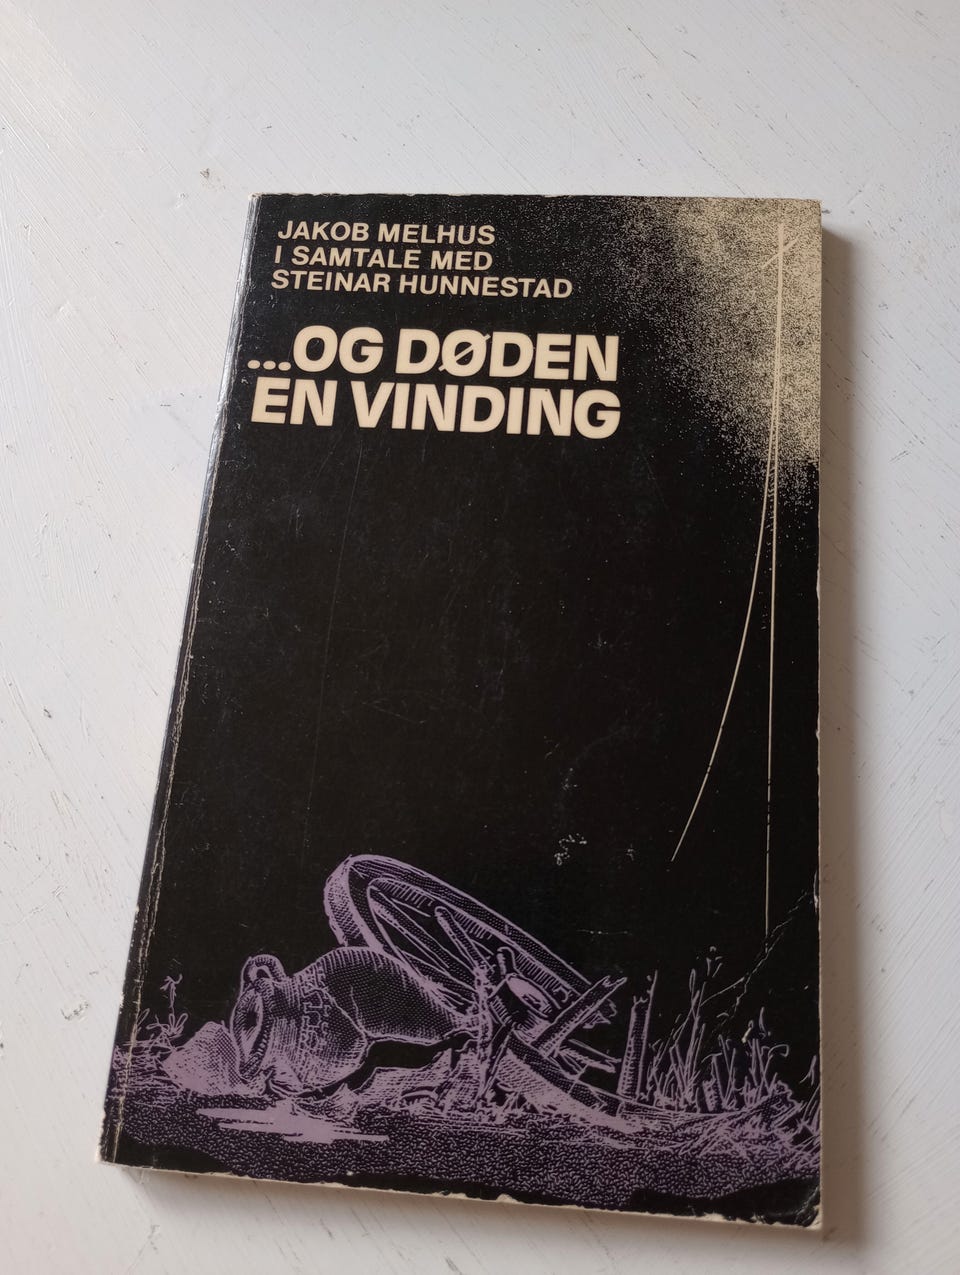 JAKOB MELHUS
I SAMTALE MED
STEINAR HUNNESTAD
...OG DØDEN
EN VINDING